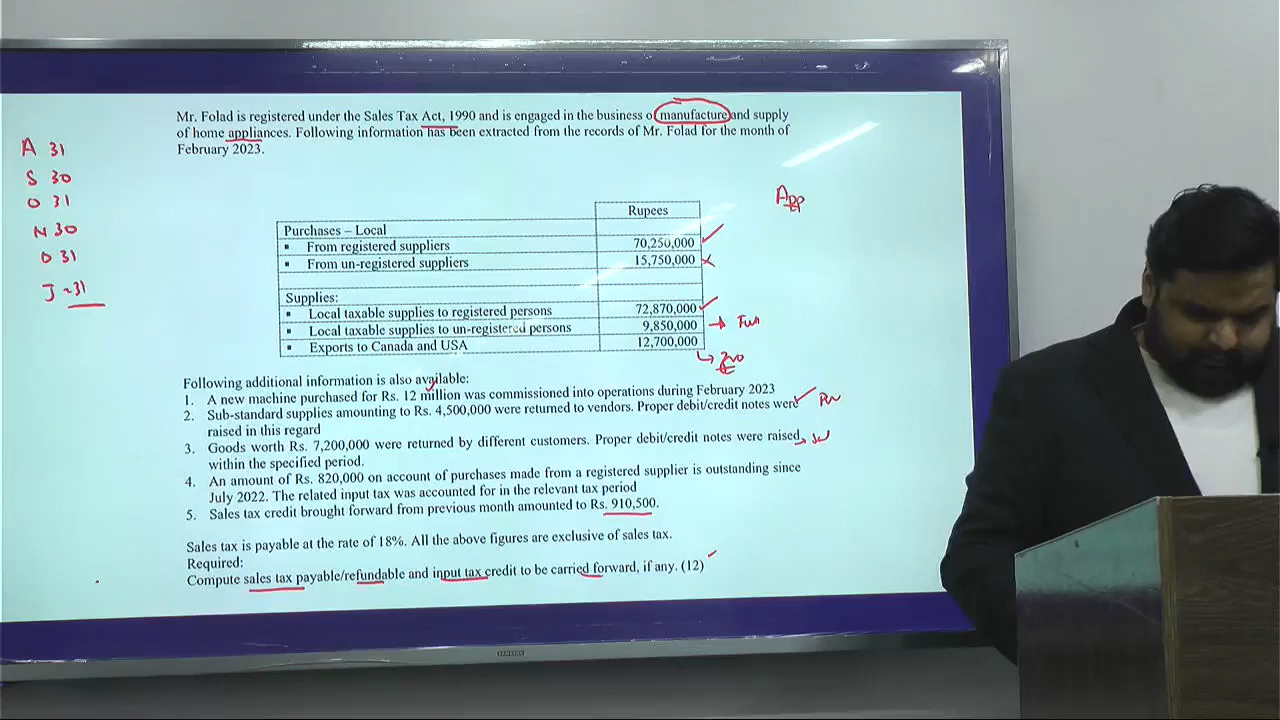 Mr. Folad is registered under the Sales Tax Act, 1990 and is engaged in the business o manufacture and supply
of home appliances. Following information has been extracted from the records of Mr. Folad for the month of
February 2023.
A 31
S 30
O 31
N 30
D 31
J 31
App
Rupees
Purchases – Local
▪ From registered suppliers 70,250,000
▪ From un-registered suppliers 15,750,000
Supplies:
▪ Local taxable supplies to registered persons 72,870,000
▪ Local taxable supplies to un-registered persons 9,850,000
▪ Exports to Canada and USA 12,700,000
Zero
Following additional information is also available:
1. A new machine purchased for Rs. 12 million was commissioned into operations during February 2023
2. Sub-standard supplies amounting to Rs. 4,500,000 were returned to vendors. Proper debit/credit notes were
raised in this regard
3. Goods worth Rs. 7,200,000 were returned by different customers. Proper debit/credit notes were raised
within the specified period.
4. An amount of Rs. 820,000 on account of purchases made from a registered supplier is outstanding since
July 2022. The related input tax was accounted for in the relevant tax period
5. Sales tax credit brought forward from previous month amounted to Rs. 910,500.
Sales tax is payable at the rate of 18%. All the above figures are exclusive of sales tax.
Required:
Compute sales tax payable/refundable and input tax credit to be carried forward, if any. (12)
SAMSUNG